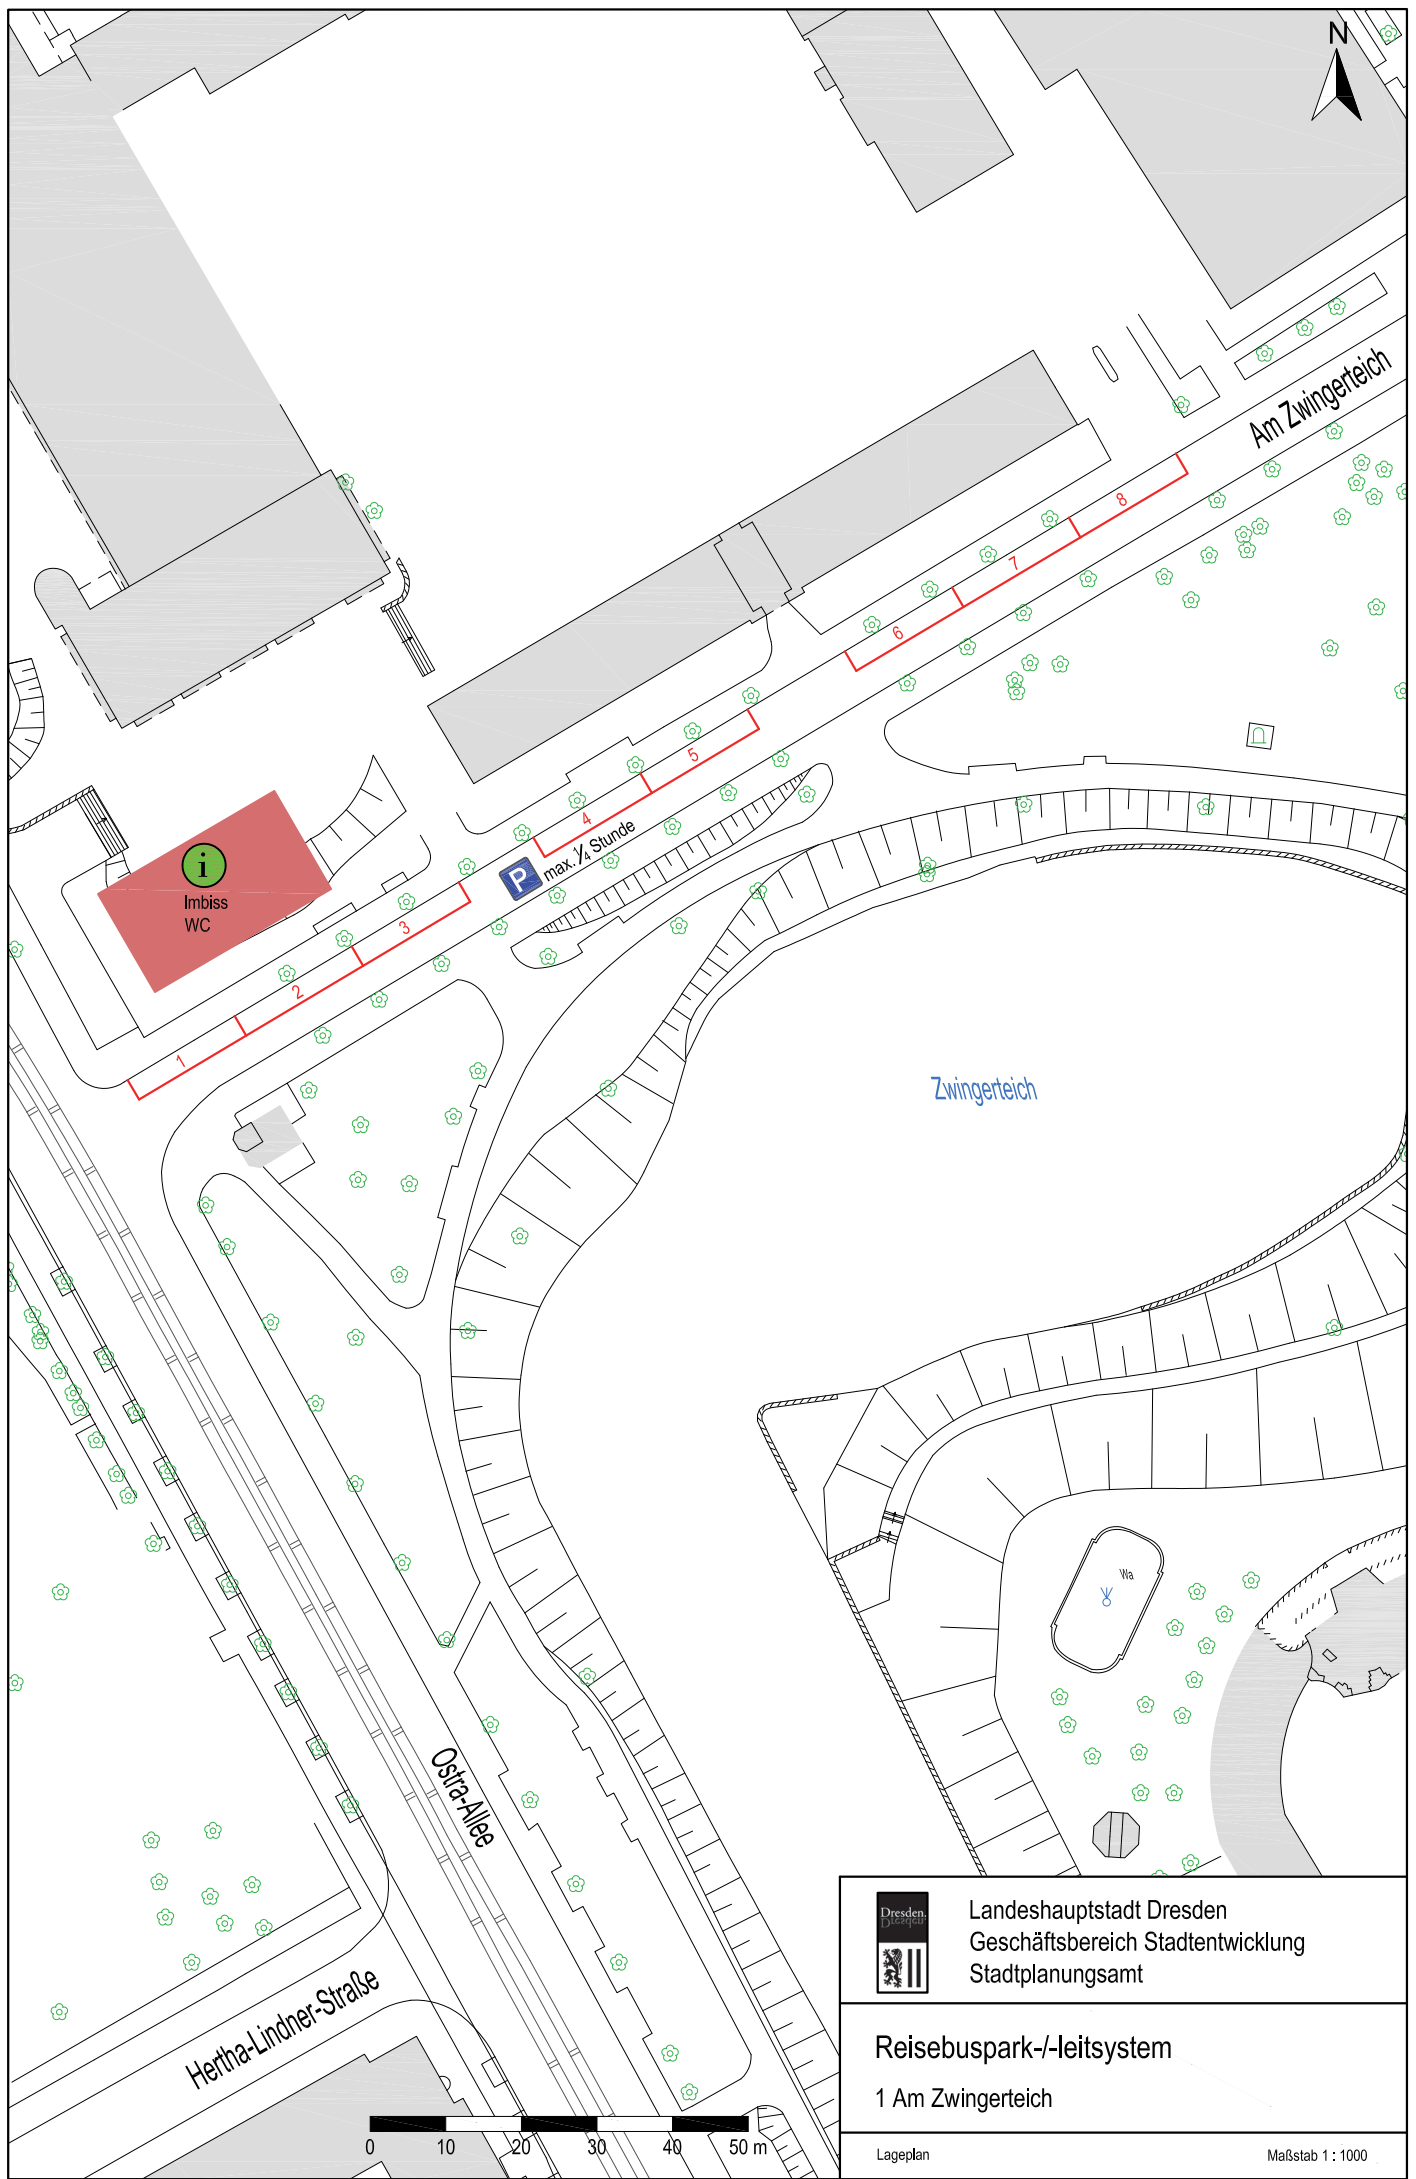 N
Am Zwingerteich
8
7
6
5
4
P max. 1/4 Stunde
3
2
1
i
Imbiss
WC
Zwingerteich
Wa
Ostra-Allee
Hertha-Lindner-Straße
0 10 20 30 40 50 m
Dresden.
Landeshauptstadt Dresden
Geschäftsbereich Stadtentwicklung
Stadtplanungsamt
Reisebuspark-/-leitsystem
1 Am Zwingerteich
Lageplan Maßstab 1 : 1000